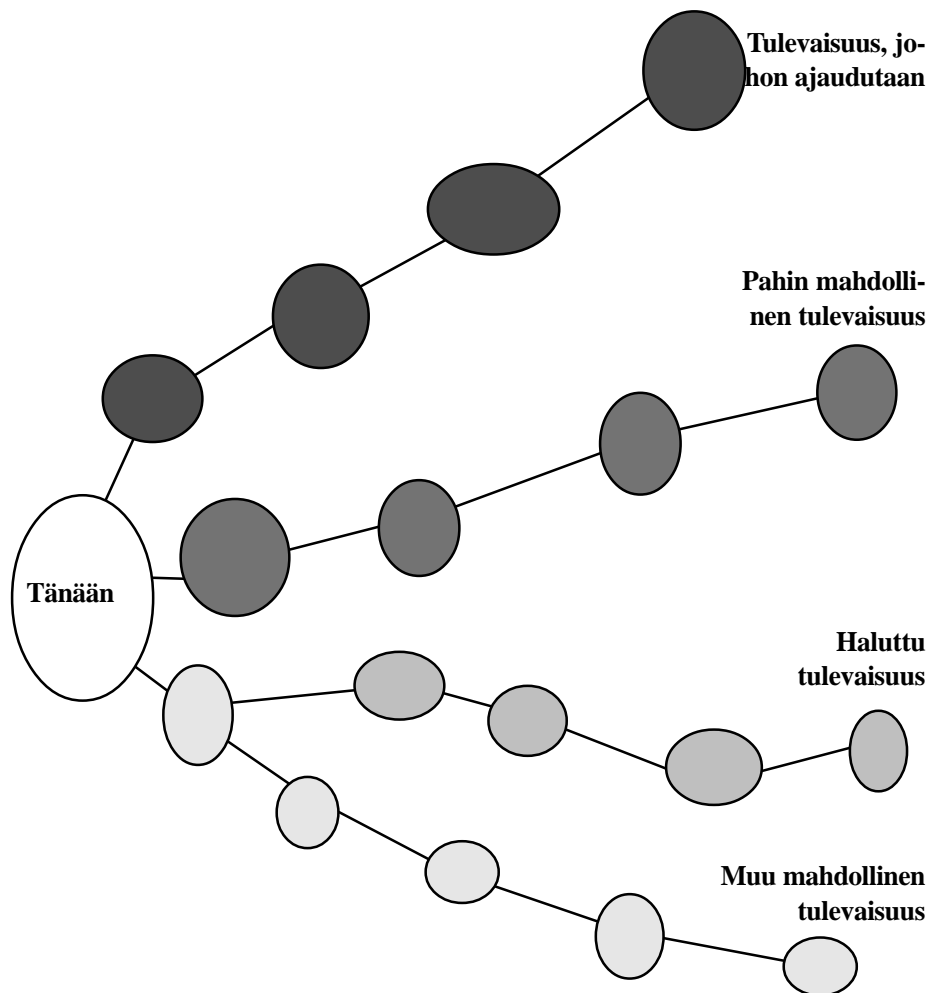 Tulevaisuus, jo-
hon ajaudutaan
Pahin mahdolli-
nen tulevaisuus
Tänään
Haluttu
tulevaisuus
Muu mahdollinen
tulevaisuus